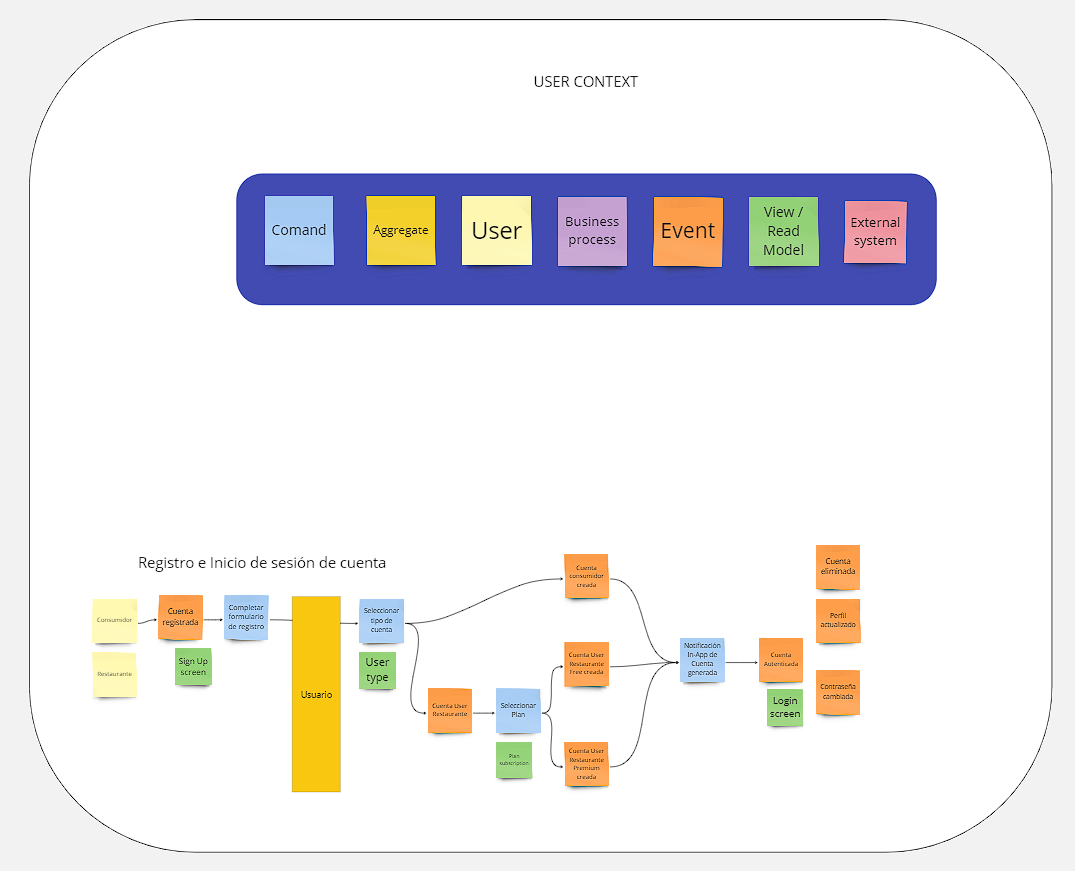 USER CONTEXT
Comand
Aggregate
User
Business
process
Event
View /
Read
Model
External
system
Registro e Inicio de sesión de cuenta
Consumidor
Restaurante
Cuenta
registrada
Sign Up
screen
Completar
formulario
de registro
Usuario
Seleccionar
tipo de
cuenta
User
type
Cuenta User
Restaurante
Seleccionar
Plan
Plan
subscription
Cuenta
consumidor
creada
Cuenta User
Restaurante
Free creada
Cuenta User
Restaurante
Premium
creada
Notificación
In-App de
Cuenta
generada
Cuenta
Autenticada
Login
screen
Cuenta
eliminada
Perfil
actualizado
Contraseña
cambiada